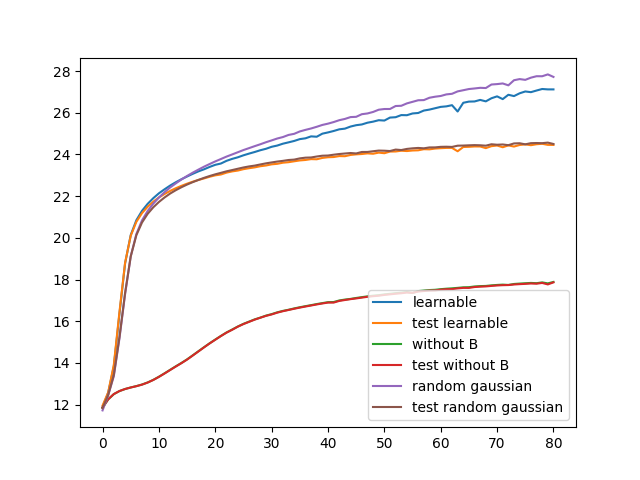 28
26
24
22
20
18
16
14
12
learnable
test learnable
without B
test without B
random gaussian
test random gaussian
0 10 20 30 40 50 60 70 80